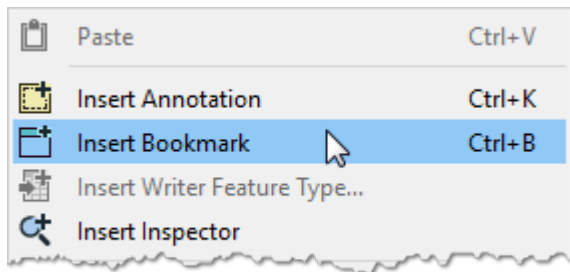 Paste Ctrl+V
Insert Annotation Ctrl+K
Insert Bookmark Ctrl+B
Insert Writer Feature Type...
Insert Inspector